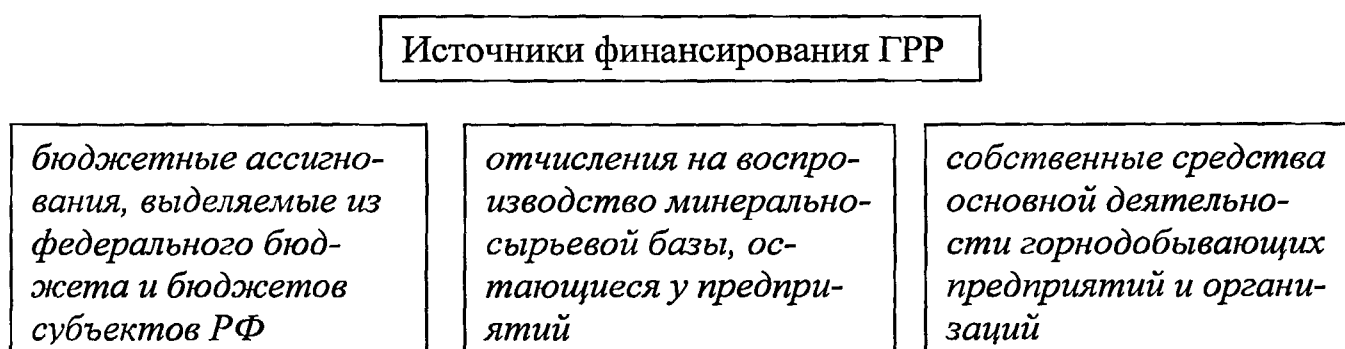 Источники финансирования ГРР
бюджетные ассигно-
вания, выделяемые из
федерального бюд-
жета и бюджетов
субъектов РФ
отчисления на воспро-
изводство минерально-
сырьевой базы, ос-
тающиеся у предпри-
ятий
собственные средства
основной деятельно-
сти горнодобывающих
предприятий и органи-
заций